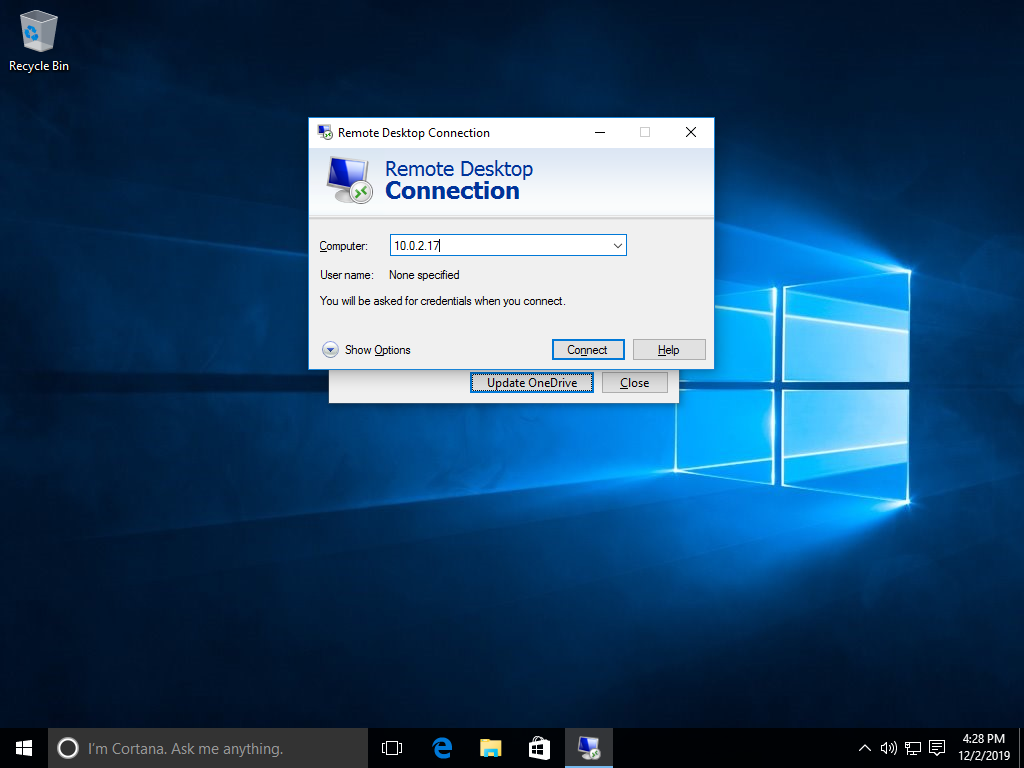 Recycle Bin
Remote Desktop Connection
Remote Desktop
Connection
Computer: 10.0.2.17
User name: None specified
You will be asked for credentials when you connect.
Show Options Connect Help
Update OneDrive Close
I'm Cortana. Ask me anything.
4:28 PM
12/2/2019